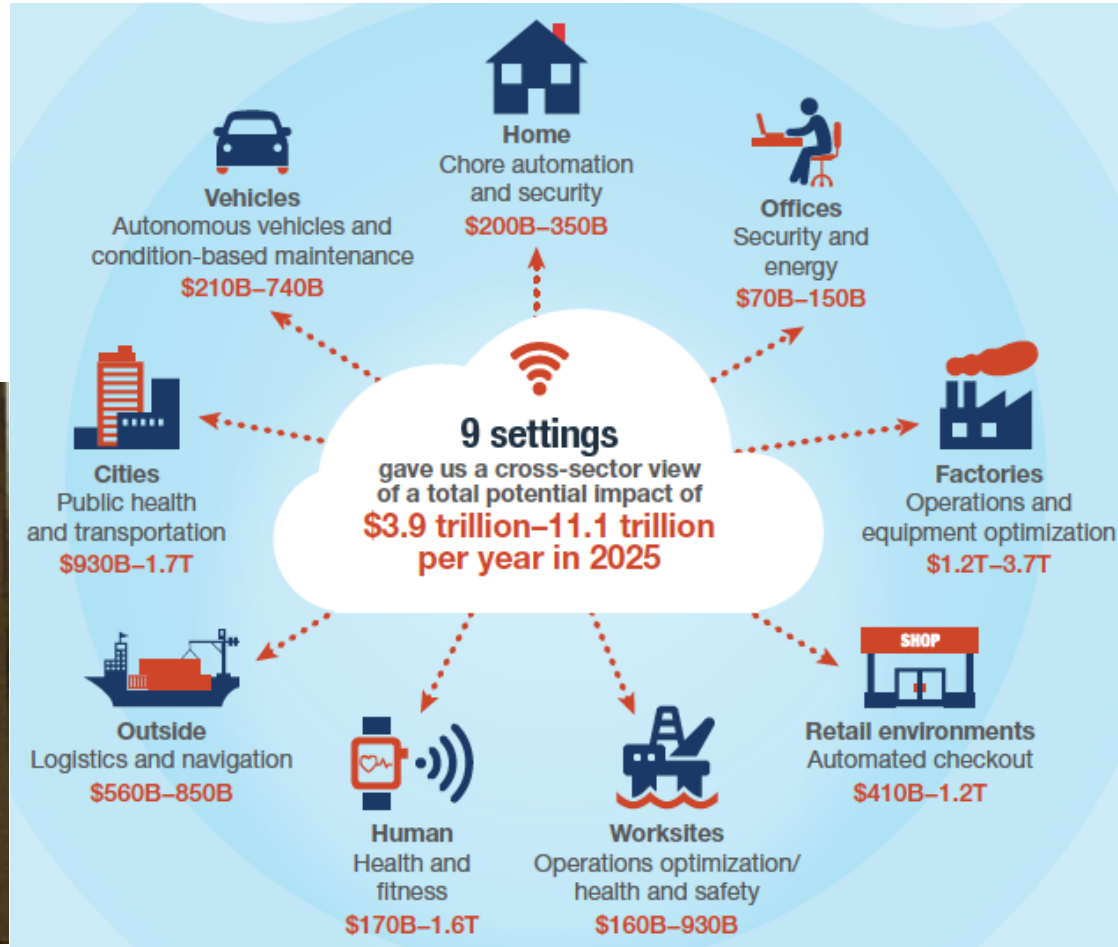 Home
Chore automation
and security
$200B–350B
Offices
Security and
energy
$70B–150B
Vehicles
Autonomous vehicles and
condition-based maintenance
$210B–740B
9 settings
gave us a cross-sector view
of a total potential impact of
$3.9 trillion–11.1 trillion
per year in 2025
Cities
Public health
and transportation
$930B–1.7T
Factories
Operations and
equipment optimization
$1.2T–3.7T
SHOP
Retail environments
Automated checkout
$410B–1.2T
Outside
Logistics and navigation
$560B–850B
Human
Health and
fitness
$170B–1.6T
Worksites
Operations optimization/
health and safety
$160B–930B